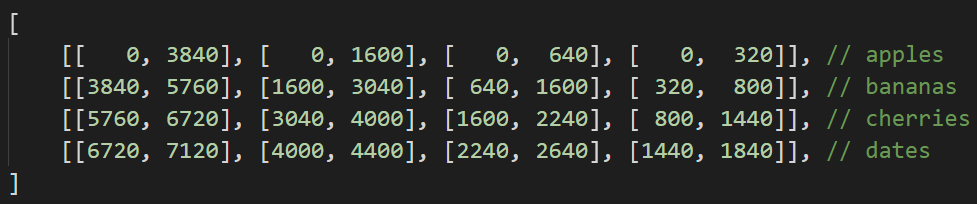 [
    [[   0, 3840], [   0, 1600], [   0,  640], [   0,  320]], // apples
    [[3840, 5760], [1600, 3040], [ 640, 1600], [ 320,  800]], // bananas
    [[5760, 6720], [3040, 4000], [1600, 2240], [ 800, 1440]], // cherries
    [[6720, 7120], [4000, 4400], [2240, 2640], [1440, 1840]], // dates
]